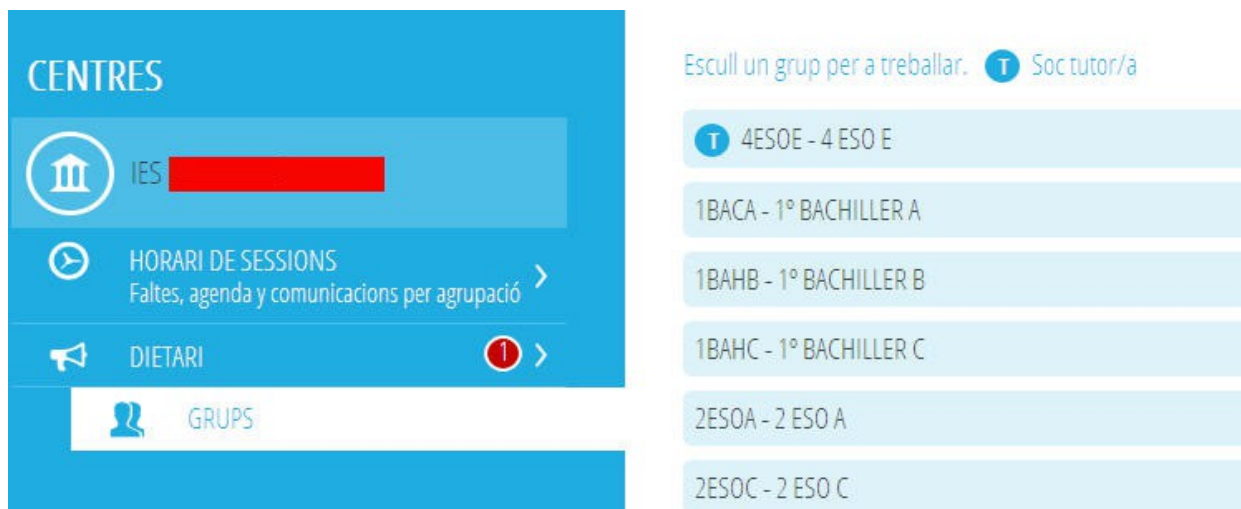 CENTRES
IES
HORARI DE SESSIONS
Faltes, agenda y comunicacions per agrupació
DIETARI
1
GRUPS
Escull un grup per a treballar. T Soc tutor/a
T 4ESOE - 4 ESO E
1BACA - 1º BACHILLER A
1BAHB - 1º BACHILLER B
1BAHC - 1º BACHILLER C
2ESOA - 2 ESO A
2ESOC - 2 ESO C